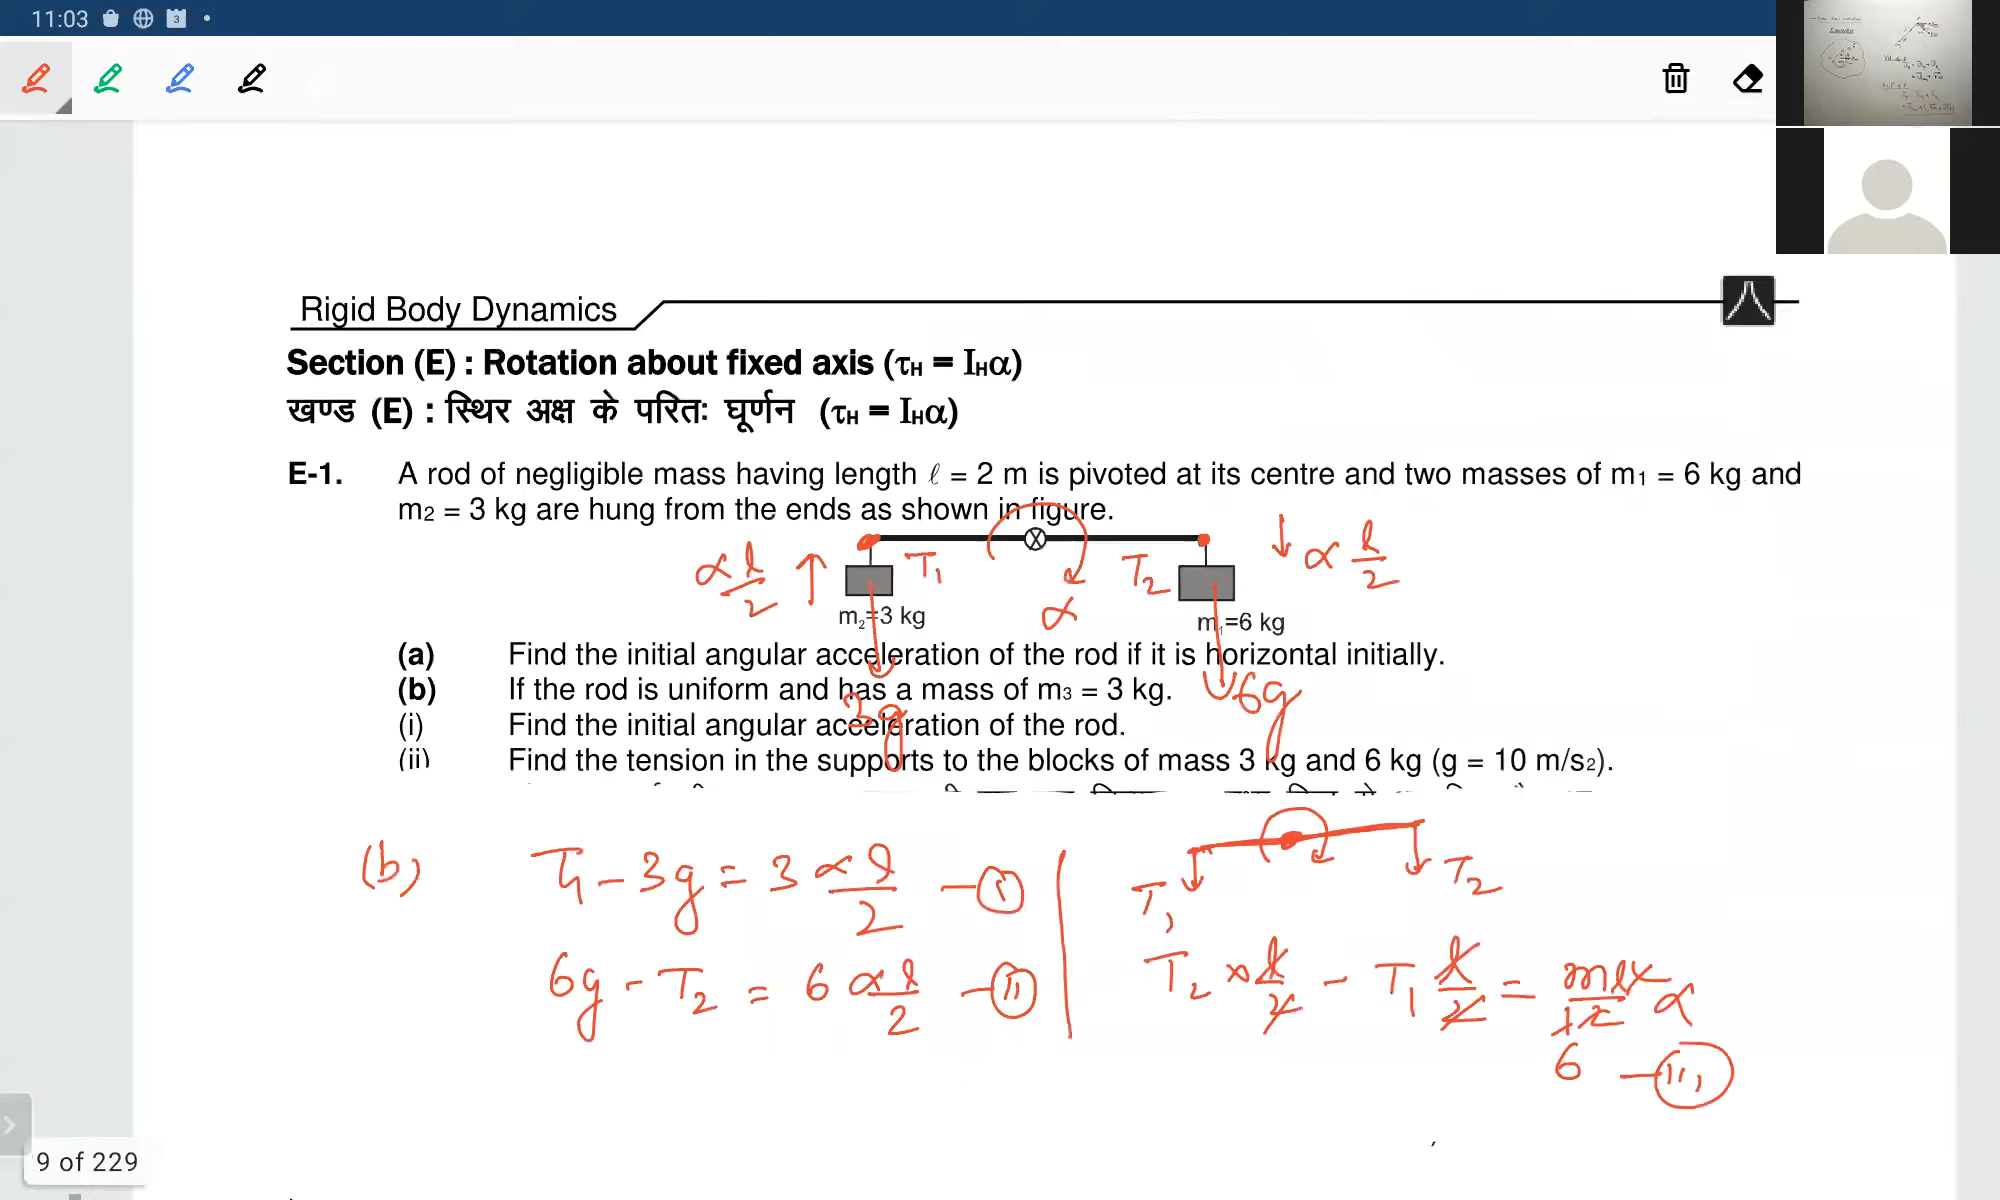 11:03
3
Rigid Body Dynamics
Section (E) : Rotation about fixed axis (τH = IHα)
खण्ड (E) : स्थिर अक्ष के परितः घूर्णन (τH = IHα)
E-1. A rod of negligible mass having length ℓ = 2 m is pivoted at its centre and two masses of m1 = 6 kg and
m2 = 3 kg are hung from the ends as shown in figure.
αl/2 ↑ T1 α T2 ↓ α l/2
m2=3 kg m1=6 kg
(a) Find the initial angular acceleration of the rod if it is horizontal initially.
(b) If the rod is uniform and has a mass of m3 = 3 kg.
3g 6g
(i) Find the initial angular acceleration of the rod.
(ii) Find the tension in the supports to the blocks of mass 3 kg and 6 kg (g = 10 m/s2).
(b) T1 - 3g = 3 αl/2 - (i)
T1 T2
6g - T2 = 6 αl/2 - (ii)
T2 × l/2 - T1 l/2 = mlx/12 α
6 - (iii)
9 of 229